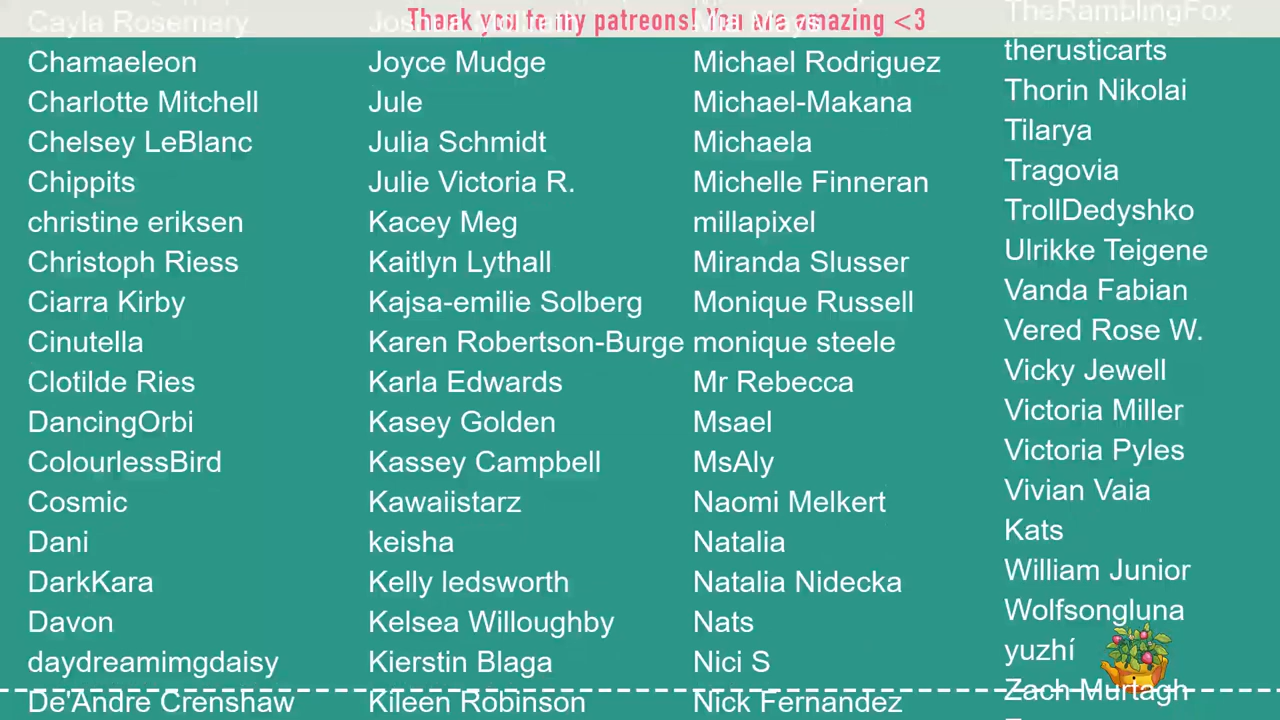 Thank you to my patreons! You are amazing <3
Cayla Rosemary
Chamaeleon
Charlotte Mitchell
Chelsey LeBlanc
Chippits
christine eriksen
Christoph Riess
Ciarra Kirby
Cinutella
Clotilde Ries
DancingOrbi
ColourlessBird
Cosmic
Dani
DarkKara
Davon
daydreamimgdaisy
De'Andre Crenshaw
Joyce Mudge
Jule
Julia Schmidt
Julie Victoria R.
Kacey Meg
Kaitlyn Lythall
Kajsa-emilie Solberg
Karen Robertson-Burge
Karla Edwards
Kasey Golden
Kassey Campbell
Kawaiistarz
keisha
Kelly ledsworth
Kelsea Willoughby
Kierstin Blaga
Kileen Robinson
Mia Mays
Michael Rodriguez
Michael-Makana
Michaela
Michelle Finneran
millapixel
Miranda Slusser
Monique Russell
monique steele
Mr Rebecca
Msael
MsAly
Naomi Melkert
Natalia
Natalia Nidecka
Nats
Nici S
Nick Fernandez
TheRamblingFox
therusticarts
Thorin Nikolai
Tilarya
Tragovia
TrollDedyshko
Ulrikke Teigene
Vanda Fabian
Vered Rose W.
Vicky Jewell
Victoria Miller
Victoria Pyles
Vivian Vaia
Kats
William Junior
Wolfsongluna
yuzhí
Zach Murtagh